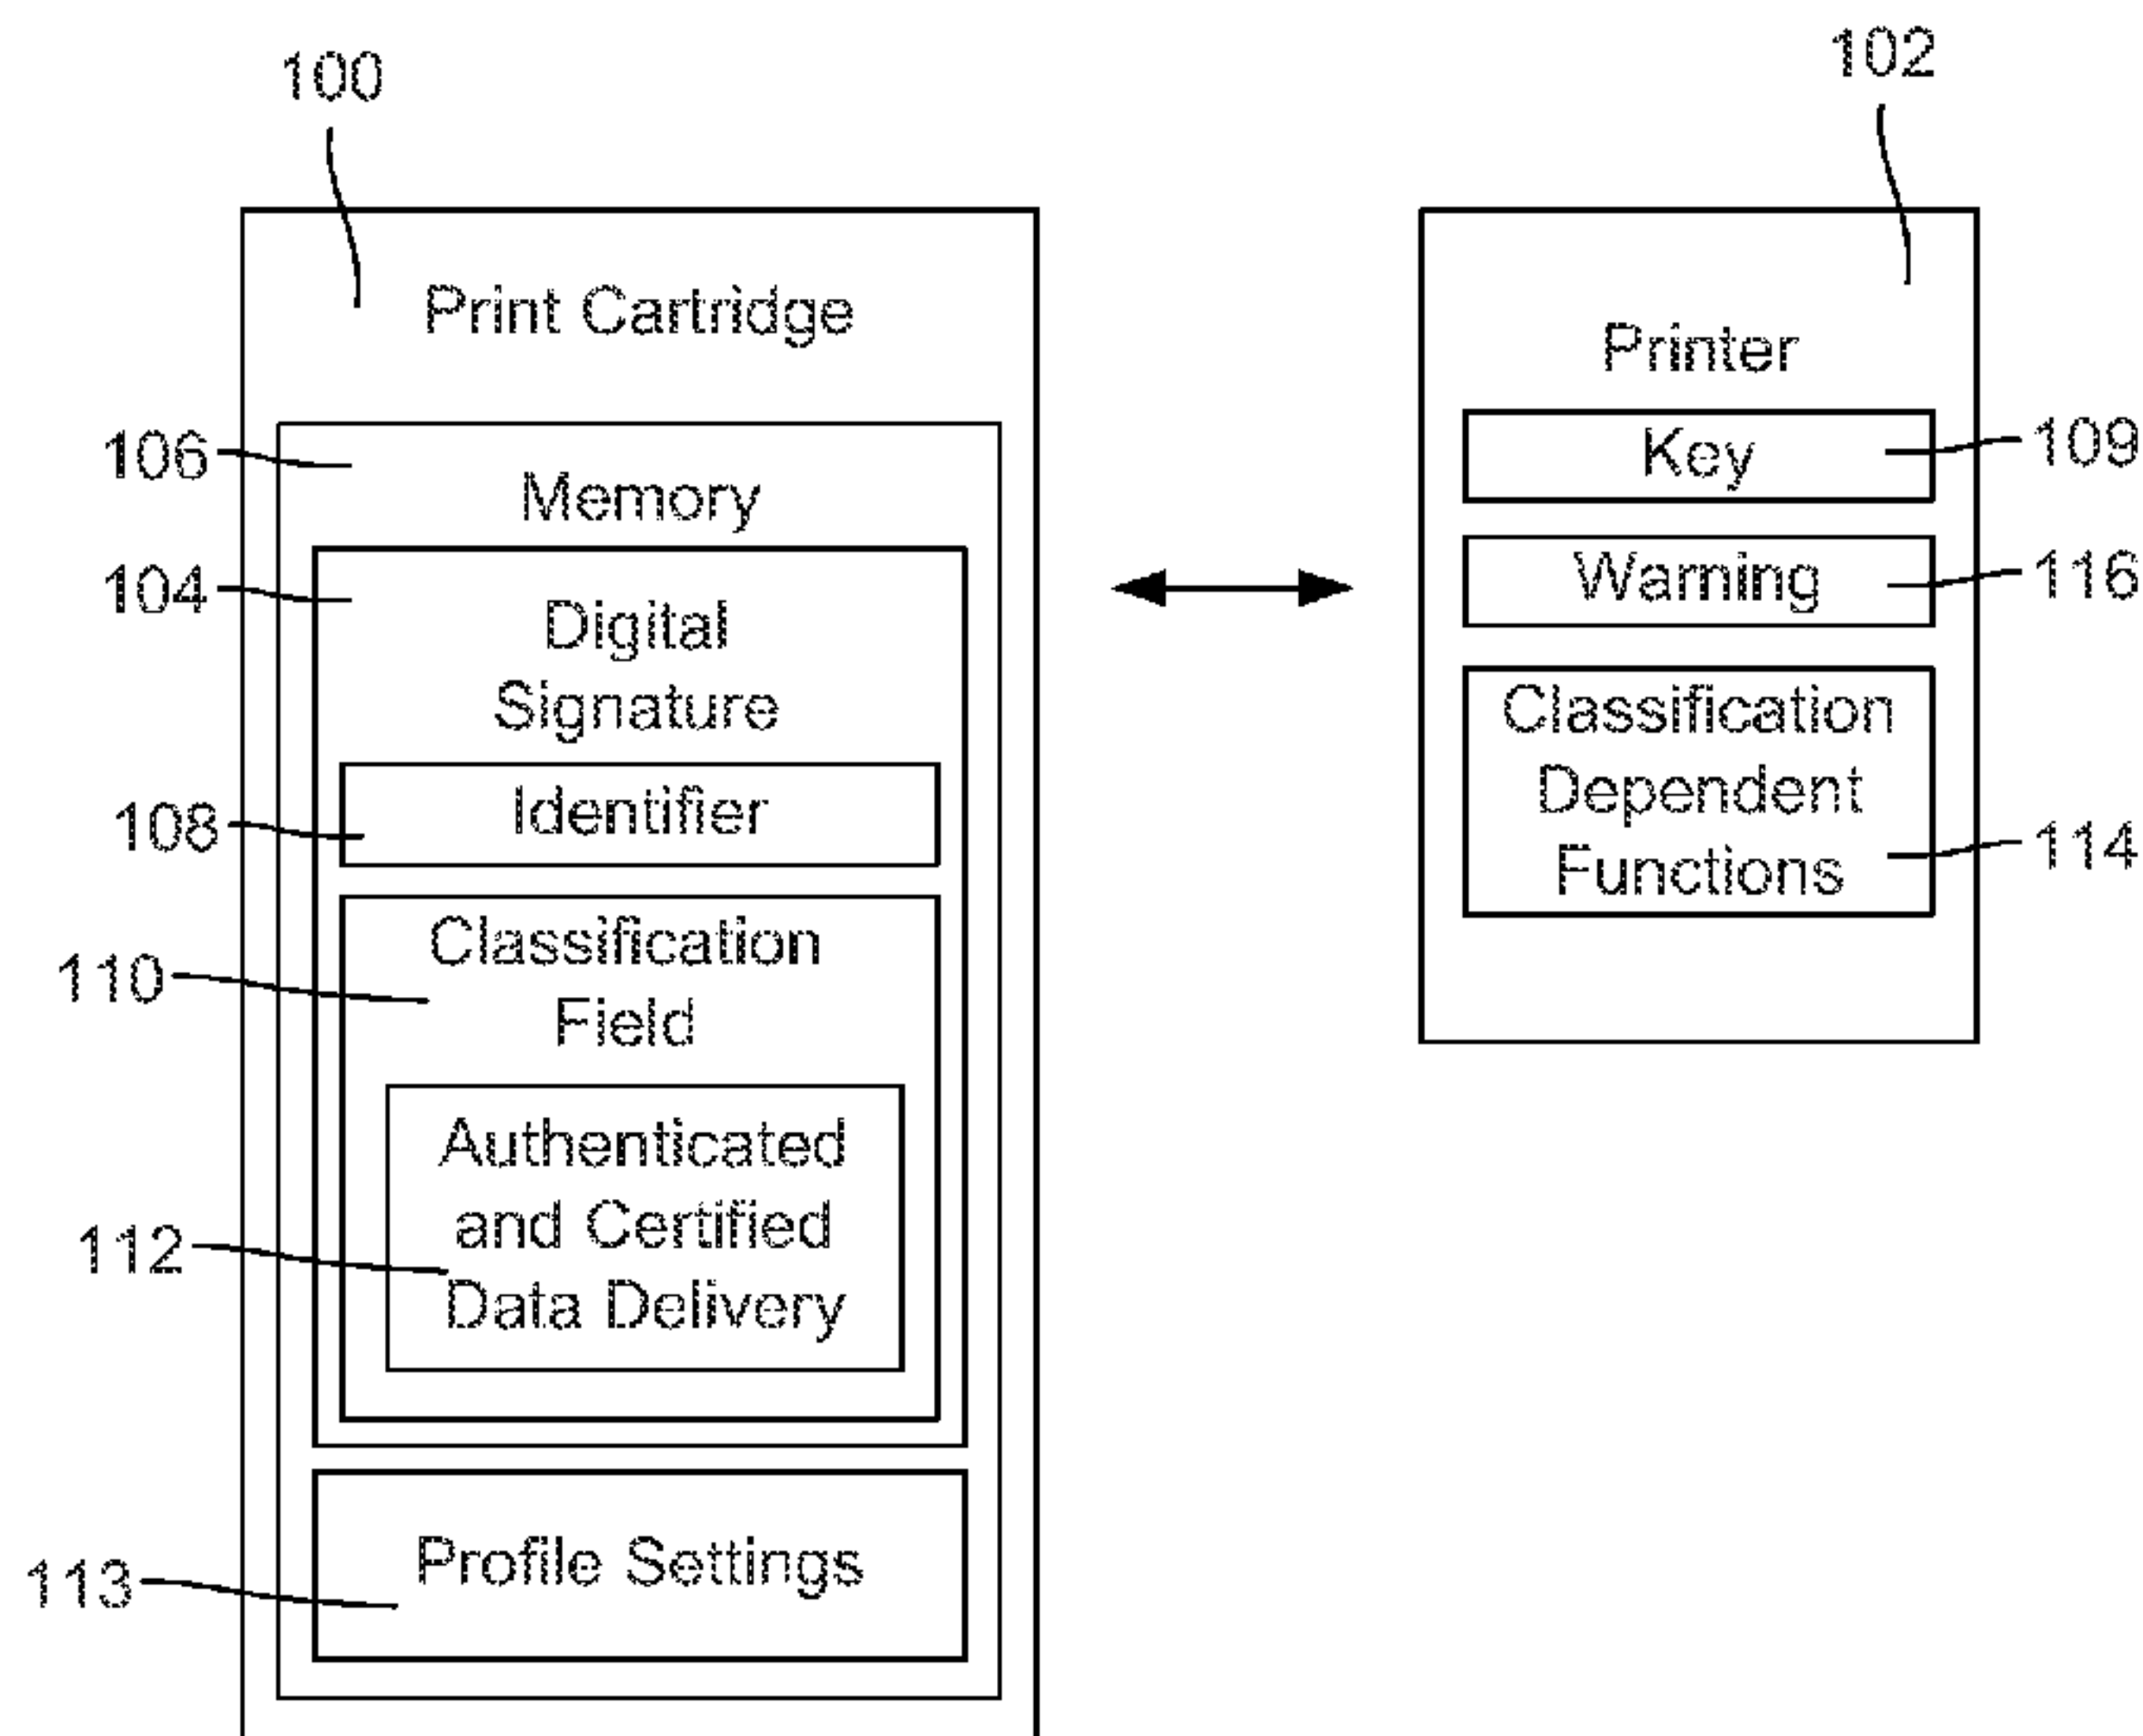 100
102
Print Cartridge
Printer
106
Memory
Key
109
104
Digital
Signature
Warning
116
Classification
Dependent
Functions
114
108
Identifier
110
Classification
Field
112
Authenticated
and Certified
Data Delivery
113
Profile Settings